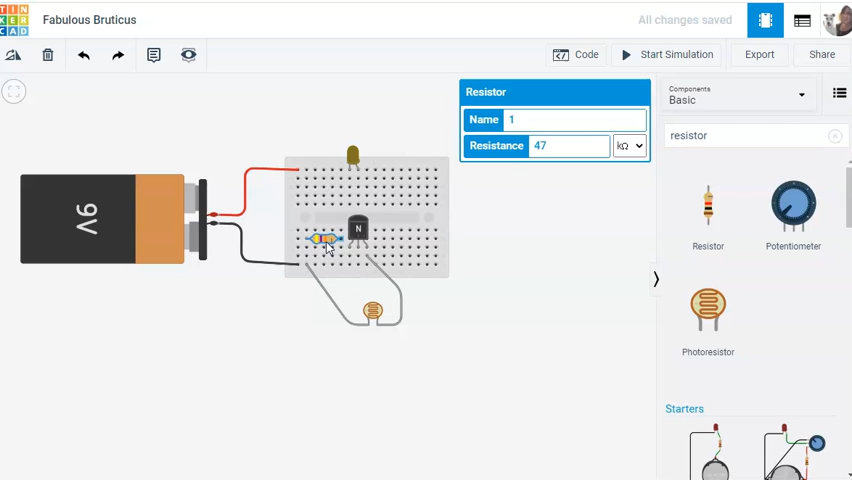 TIN
KER
CAD
Fabulous Bruticus
All changes saved
Code
Start Simulation
Export
Share
Resistor
Name 1
Resistance 47 kΩ
Components
Basic
resistor
9V
N
Resistor
Potentiometer
Photoresistor
Starters